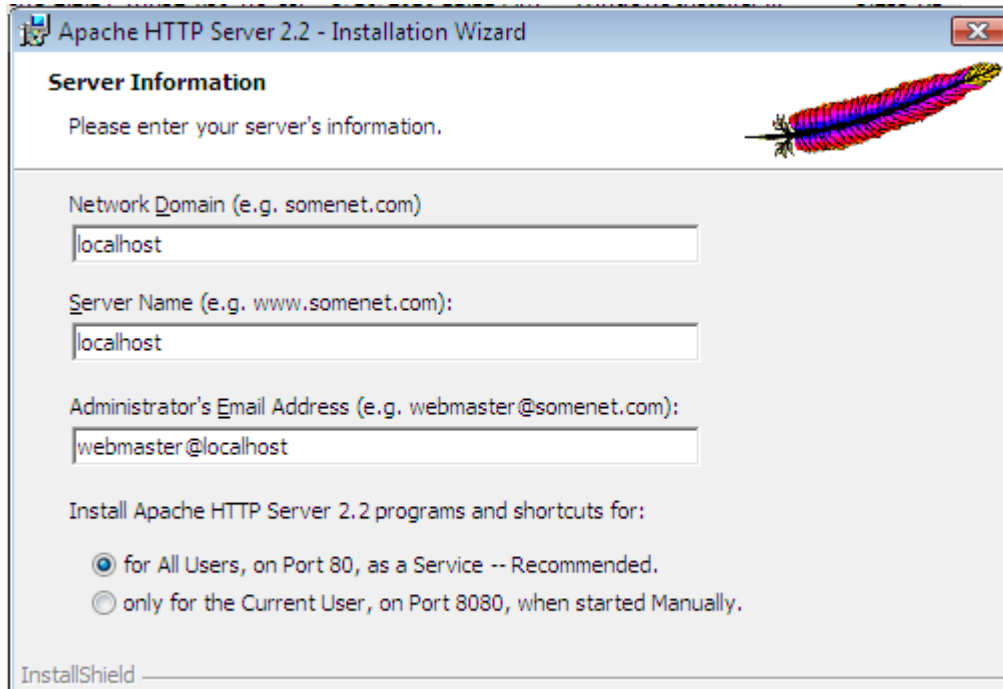 Apache HTTP Server 2.2 - Installation Wizard
Server Information
Please enter your server's information.
Network Domain (e.g. somenet.com)
localhost
Server Name (e.g. www.somenet.com):
localhost
Administrator's Email Address (e.g. webmaster@somenet.com):
webmaster@localhost
Install Apache HTTP Server 2.2 programs and shortcuts for:
for All Users, on Port 80, as a Service -- Recommended.
only for the Current User, on Port 8080, when started Manually.
InstallShield